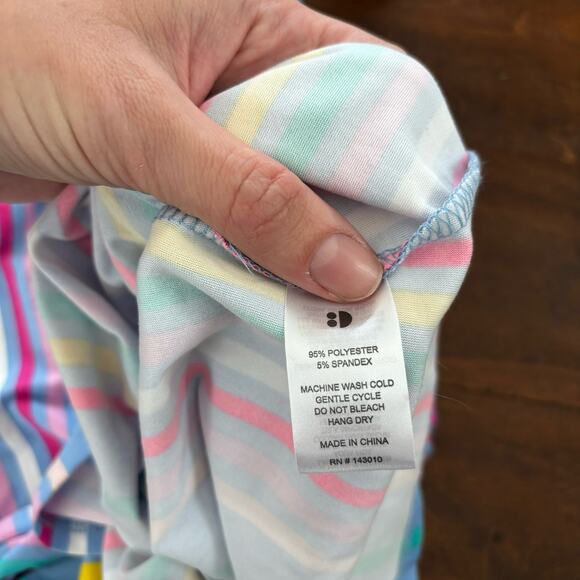 95% POLYESTER
5% SPANDEX
MACHINE WASH COLD
GENTLE CYCLE
DO NOT BLEACH
HANG DRY
MADE IN CHINA
RN # 143010